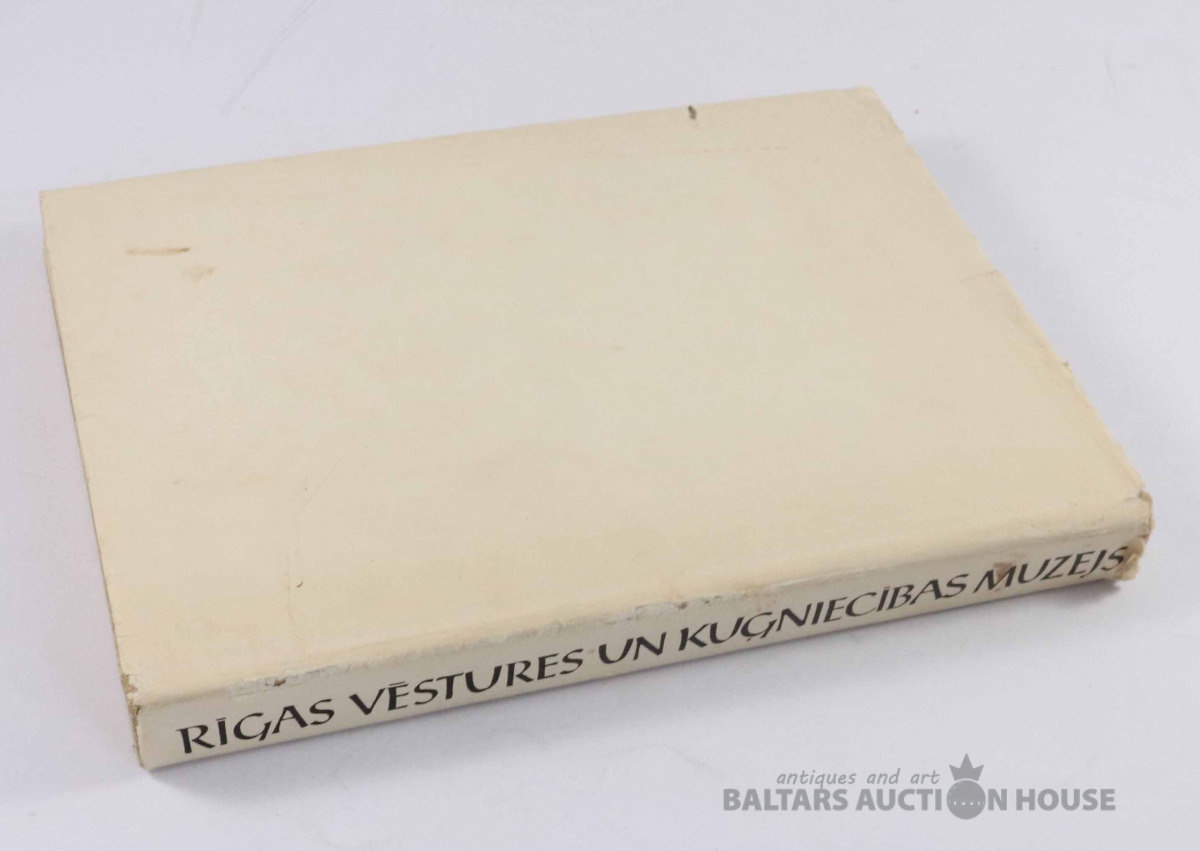 RĪGAS VĒSTURES UN KUĢNIECĪBAS MUZEJS
antiques and art
BALTARS AUCTION HOUSE